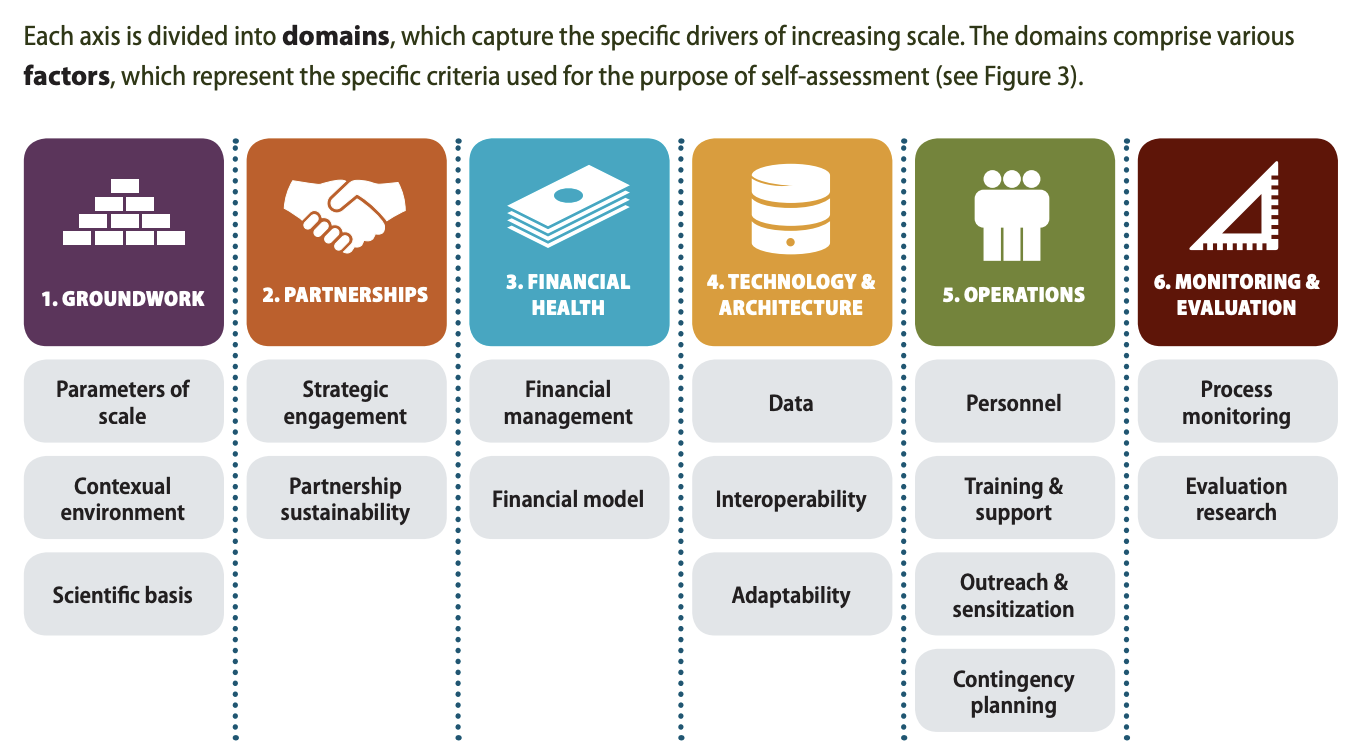 Each axis is divided into domains, which capture the specific drivers of increasing scale. The domains comprise various
factors, which represent the specific criteria used for the purpose of self-assessment (see Figure 3).
1. GROUNDWORK
Parameters of
scale
Contexual
environment
Scientific basis
2. PARTNERSHIPS
Strategic
engagement
Partnership
sustainability
3. FINANCIAL
HEALTH
Financial
management
Financial model
4. TECHNOLOGY &
ARCHITECTURE
Data
Interoperability
Adaptability
5. OPERATIONS
Personnel
Training &
support
Outreach &
sensitization
Contingency
planning
6. MONITORING &
EVALUATION
Process
monitoring
Evaluation
research